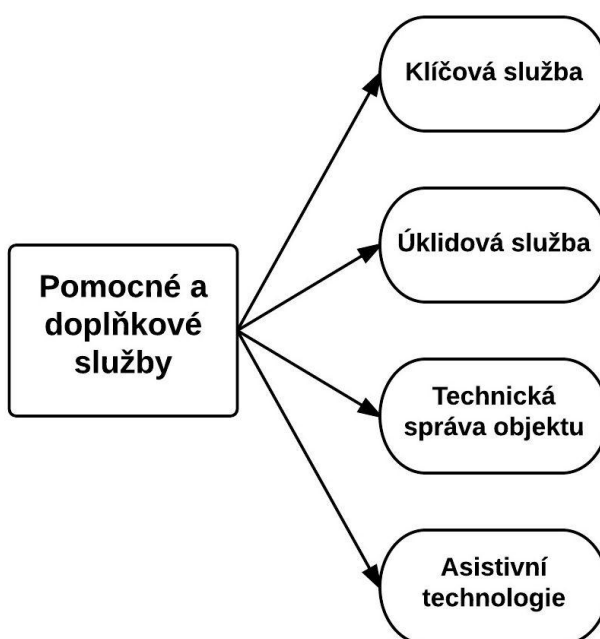 Klíčová služba
Úklidová služba
Pomocné a
doplňkové
služby
Technická
správa objektu
Asistivní
technologie